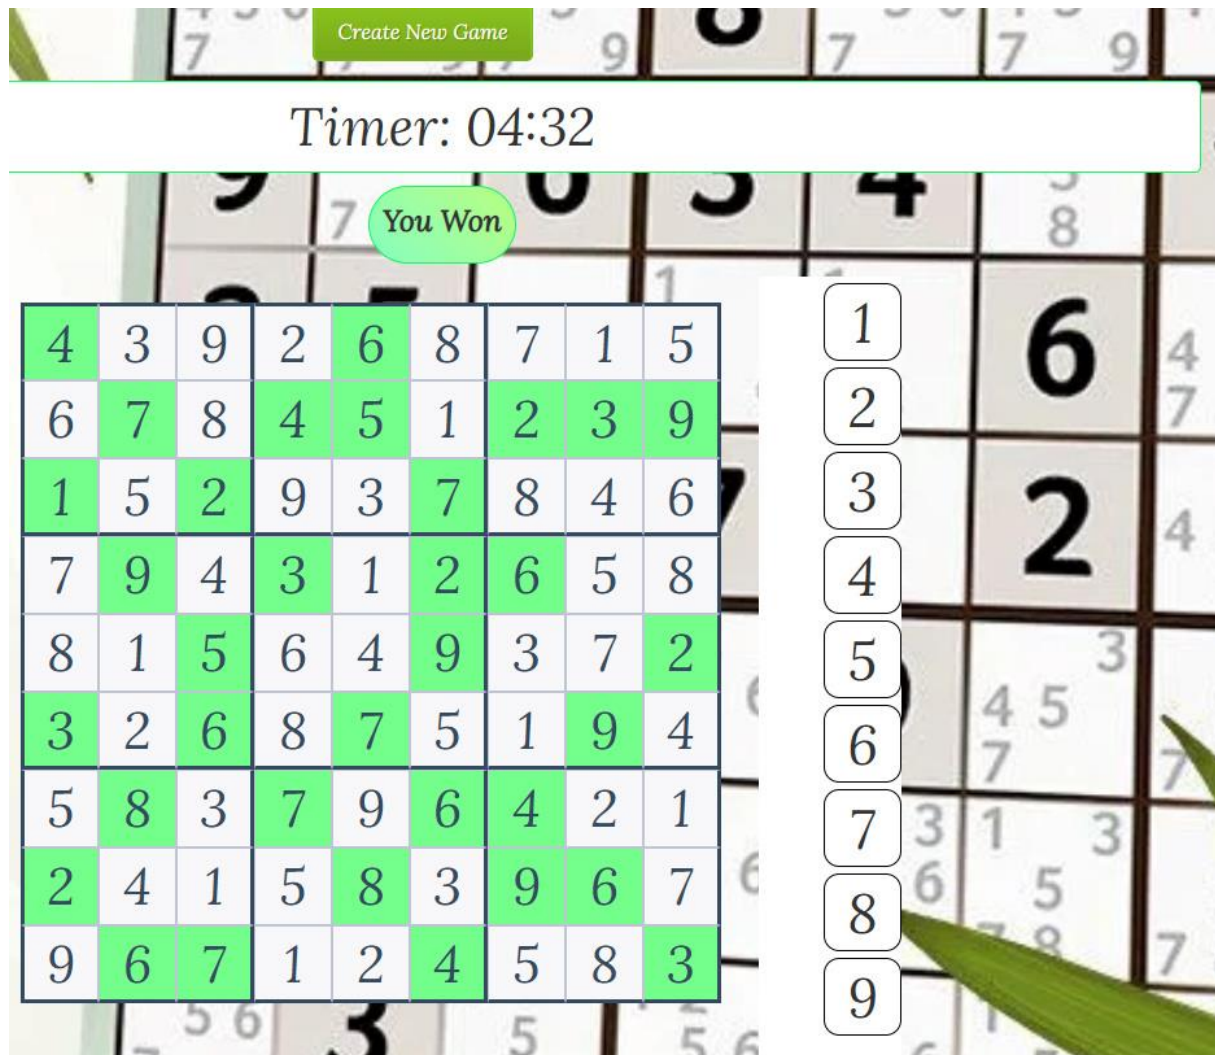 Create New Game
Timer: 04:32
You Won
4 3 9 2 6 8 7 1 5
6 7 8 4 5 1 2 3 9
1 5 2 9 3 7 8 4 6
7 9 4 3 1 2 6 5 8
8 1 5 6 4 9 3 7 2
3 2 6 8 7 5 1 9 4
5 8 3 7 9 6 4 2 1
2 4 1 5 8 3 9 6 7
9 6 7 1 2 4 5 8 3
1
2
3
4
5
6
7
8
9